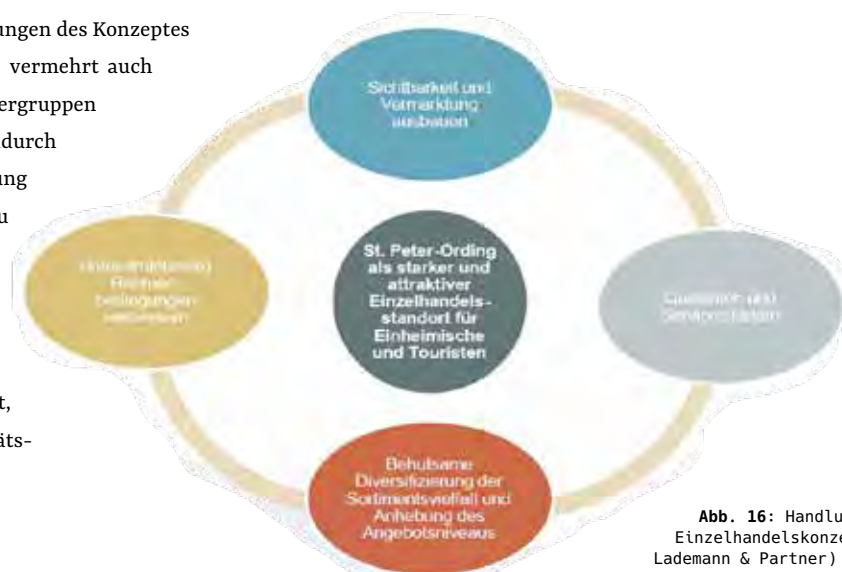 ungen des Konzeptes
vermehrt auch
ergruppen
durch
ung
u
t,
äts-
Sichtbarkeit und
Vermarktung
ausbauen
St. Peter-Ording
als starker und
attraktiver
Einzelhandels-
standort für
Einheimische
und Touristen
Behutsame
Diversifizierung der
Sortimentsvielfalt und
Anhebung des
Angebotsniveaus
Abb. 16: Handlu
Einzelhandelskonze
Lademann & Partner)